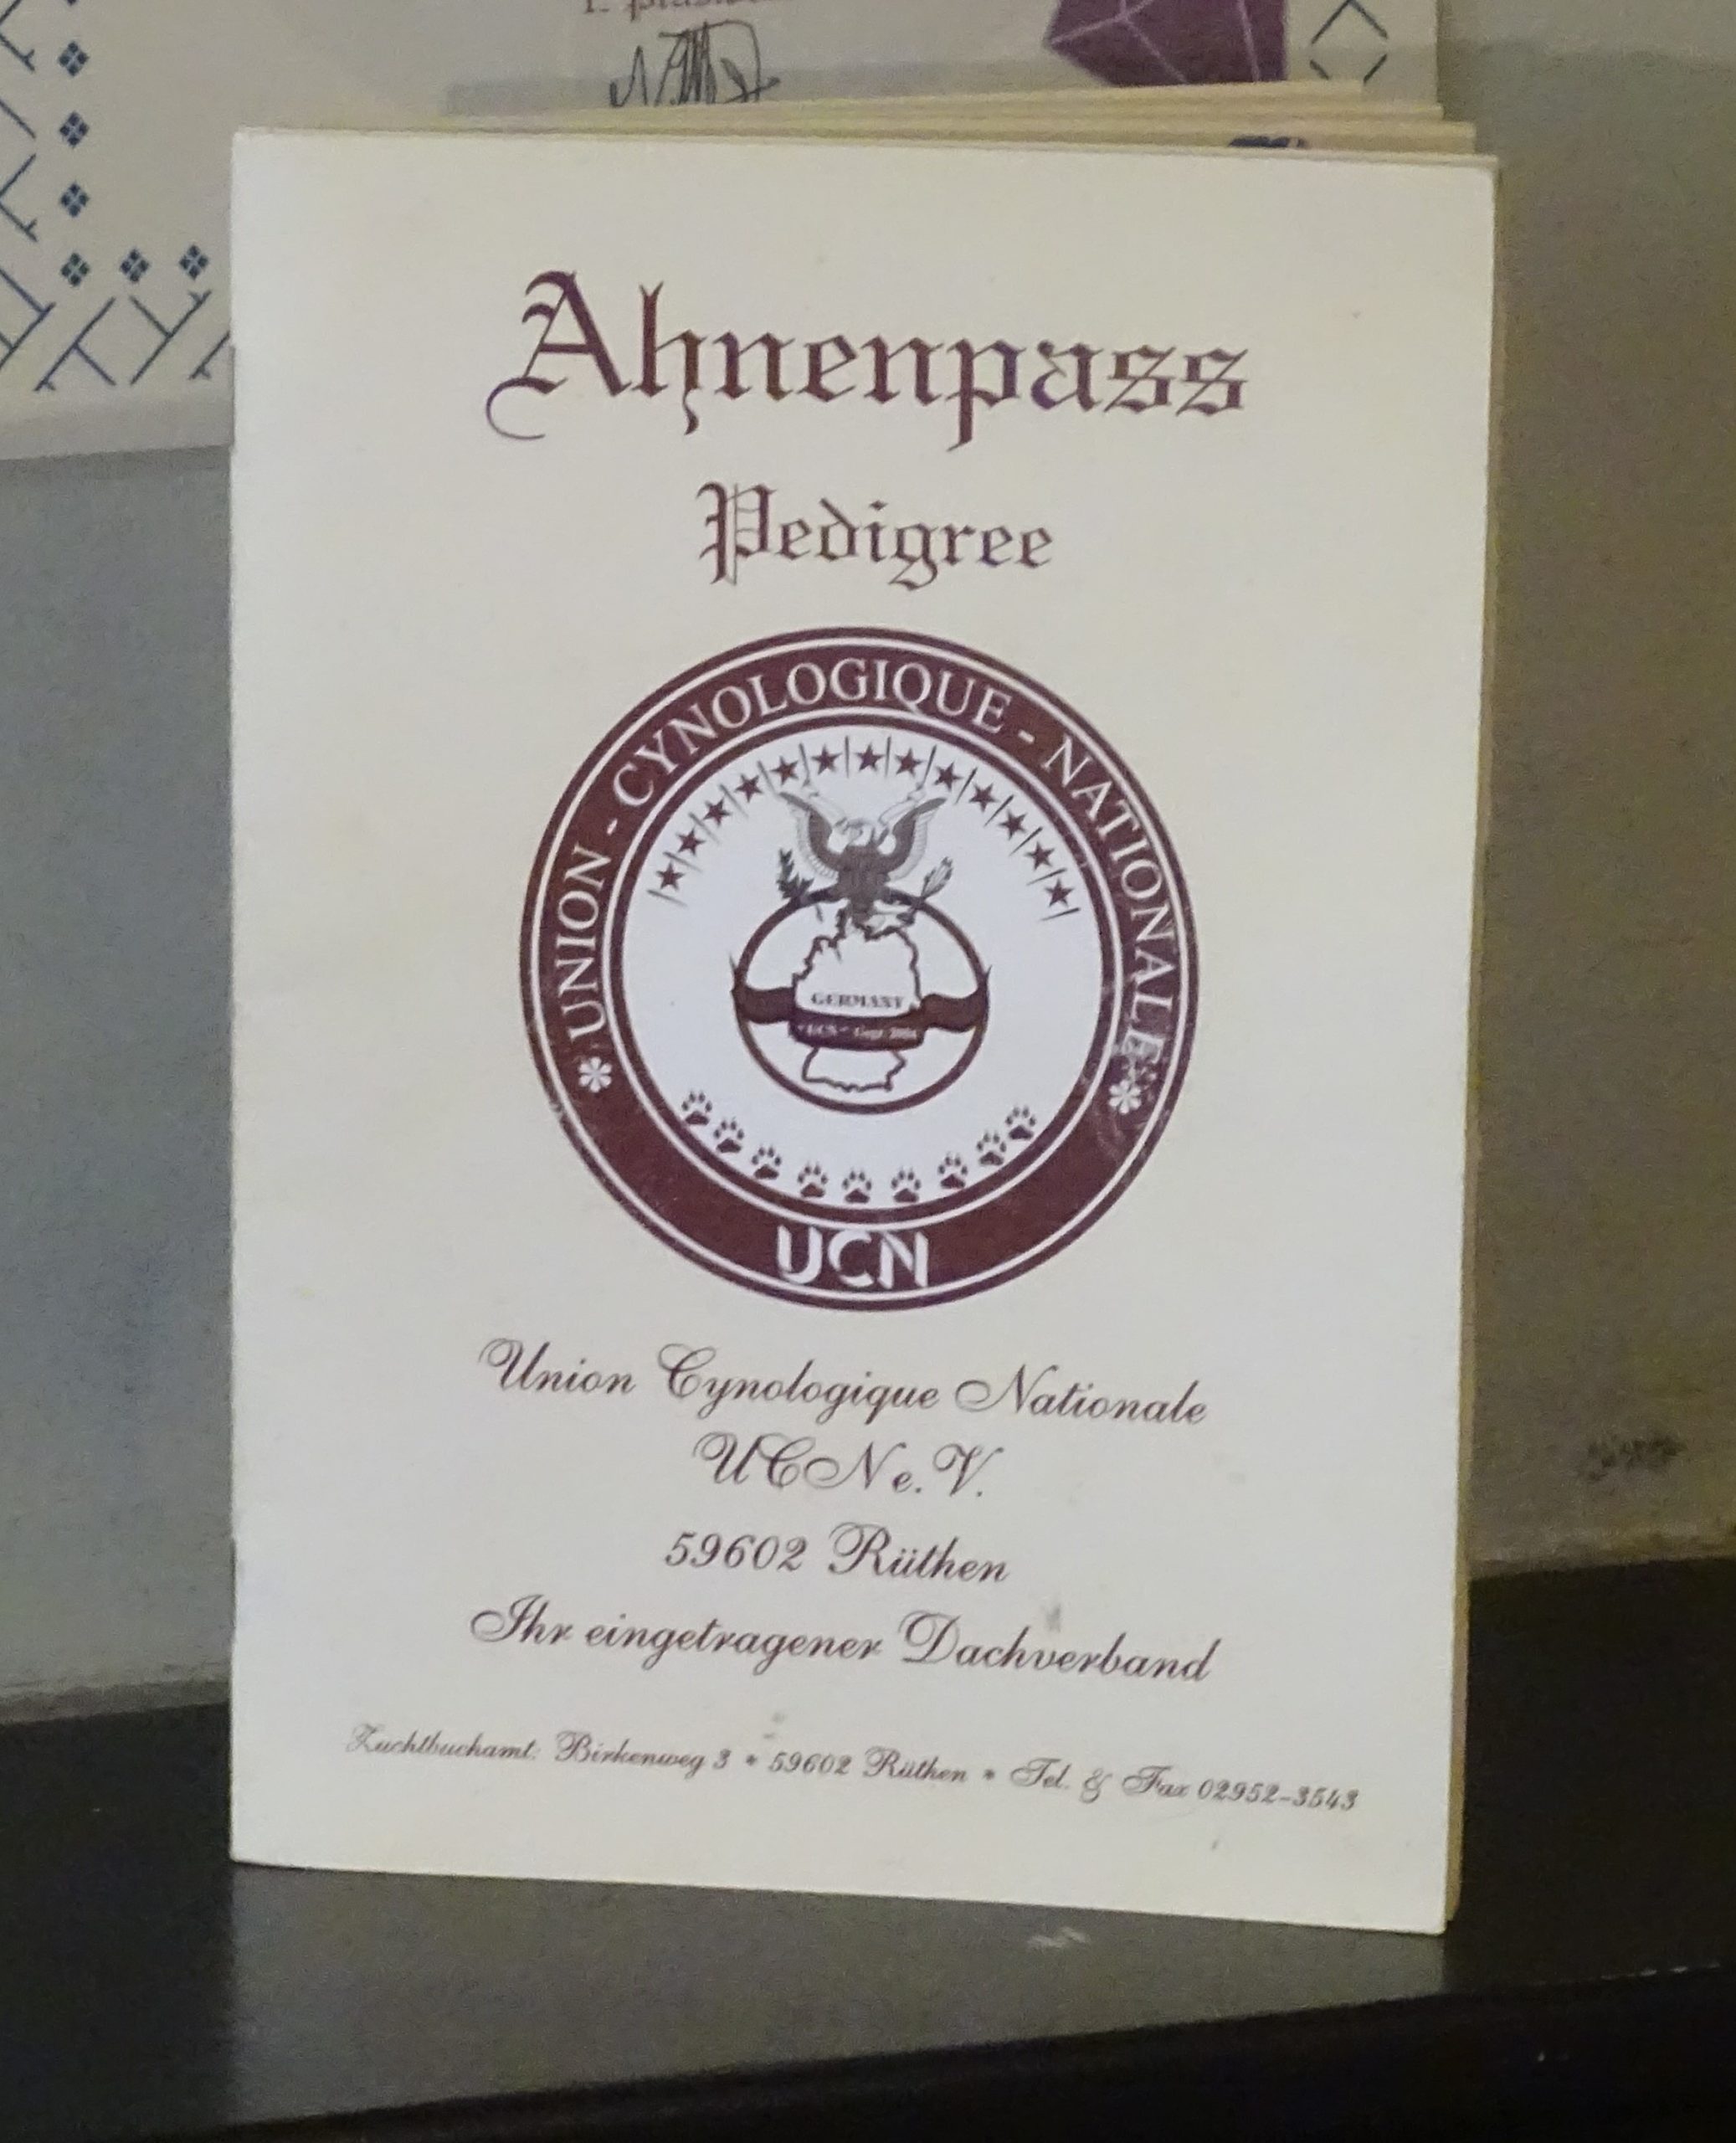 Ahnenpass
Pedigree
UNION - CYNOLOGIQUE - NATIONALE
GERMANY
UCN
UCN
Union Cynologique Nationale
UCN e.V.
59602 Rüthen
Ihr eingetragener Dachverband
Zuchtbuchamt: Birkenweg 3 * 59602 Rüthen * Tel. & Fax 02952-3543